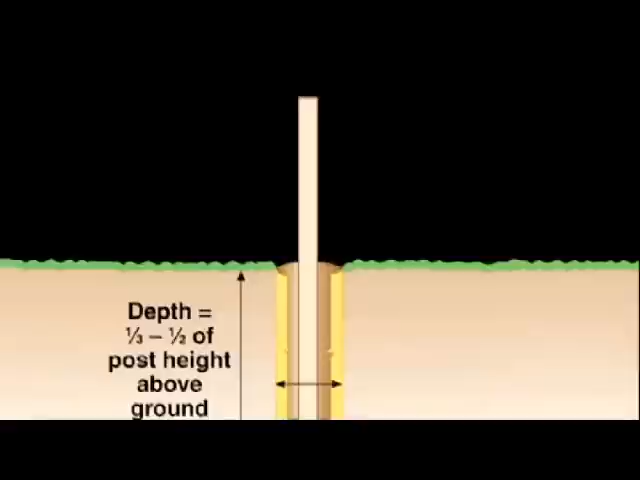 Depth =
⅓ – ½ of
post height
above
ground